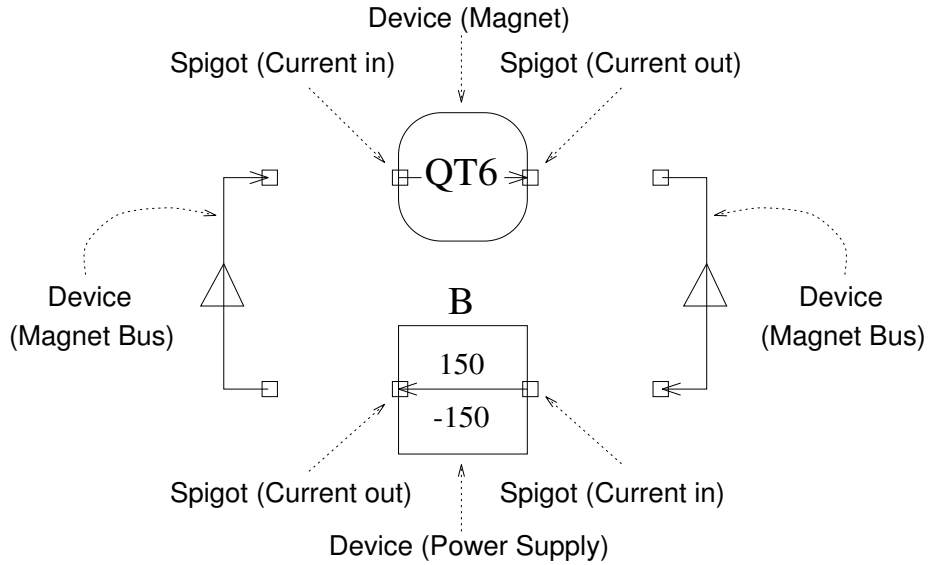 Device (Magnet)
Spigot (Current in)
Spigot (Current out)
QT6
Device
(Magnet Bus)
B
Device
(Magnet Bus)
150
-150
Spigot (Current out)
Spigot (Current in)
Device (Power Supply)